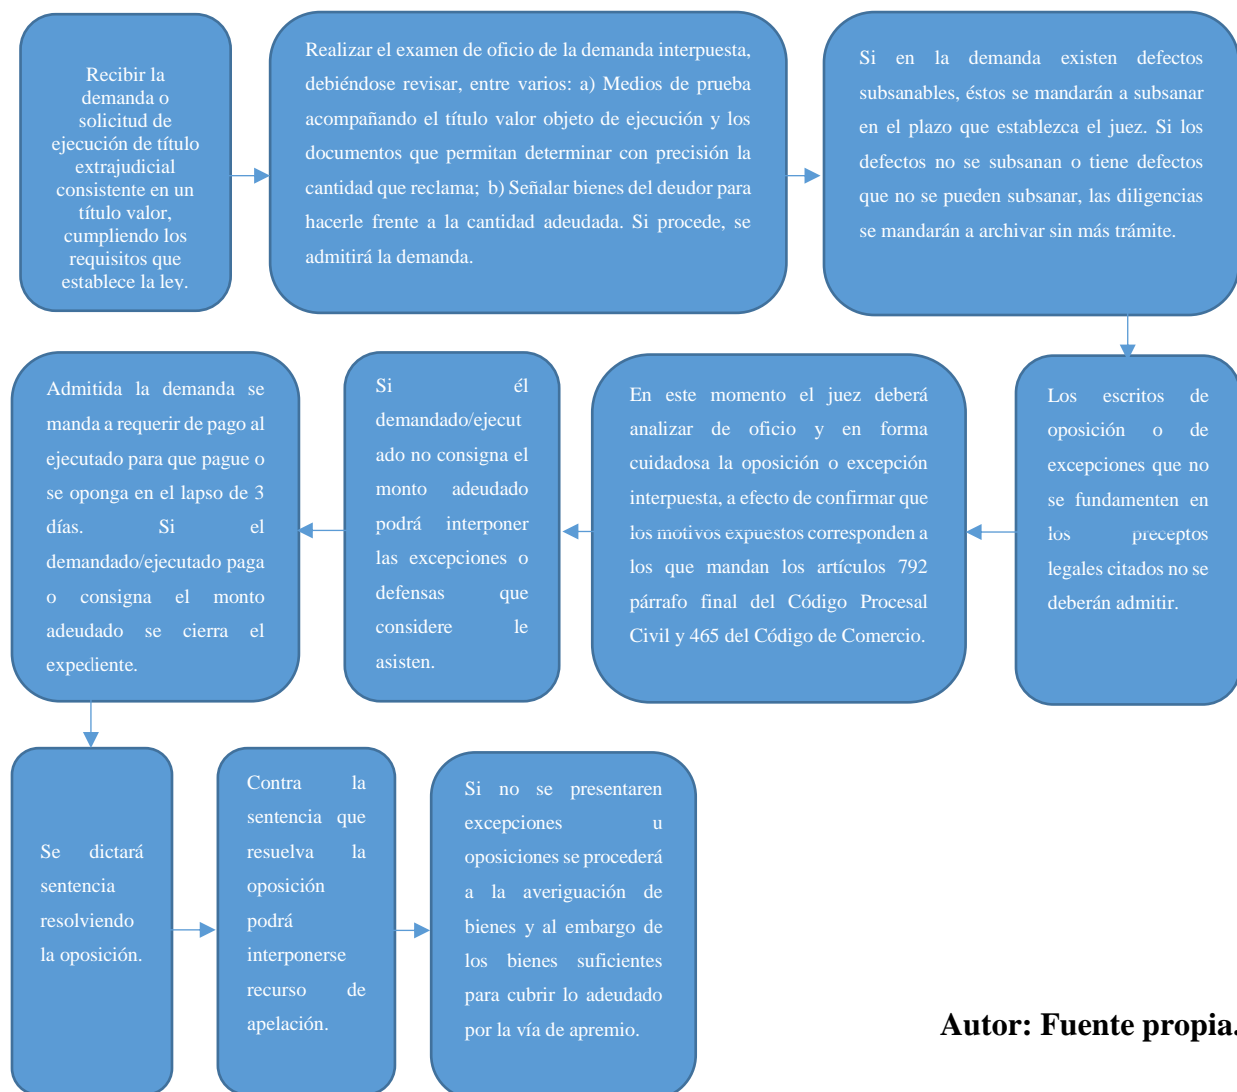 Recibir la
demanda o
solicitud de
ejecución de título
extrajudicial
consistente en un
título valor,
cumpliendo los
requisitos que
establece la ley.
Realizar el examen de oficio de la demanda interpuesta,
debiéndose revisar, entre varios: a) Medios de prueba
acompañando el título valor objeto de ejecución y los
documentos que permitan determinar con precisión la
cantidad que reclama; b) Señalar bienes del deudor para
hacerle frente a la cantidad adeudada. Si procede, se
admitirá la demanda.
Si en la demanda existen defectos
subsanables, éstos se mandarán a subsanar
en el plazo que establezca el juez. Si los
defectos no se subsanan o tiene defectos
que no se pueden subsanar, las diligencias
se mandarán a archivar sin más trámite.
Los escritos de
oposición o de
excepciones que no
se fundamenten en
los preceptos
legales citados no se
deberán admitir.
En este momento el juez deberá
analizar de oficio y en forma
cuidadosa la oposición o excepción
interpuesta, a efecto de confirmar que
los motivos expuestos corresponden a
los que mandan los artículos 792
párrafo final del Código Procesal
Civil y 465 del Código de Comercio.
Si él
demandado/ejecut
ado no consigna el
monto adeudado
podrá interponer
las excepciones o
defensas que
considere le
asisten.
Admitida la demanda se
manda a requerir de pago al
ejecutado para que pague o
se oponga en el lapso de 3
días. Si el
demandado/ejecutado paga
o consigna el monto
adeudado se cierra el
expediente.
Se dictará
sentencia
resolviendo
la oposición.
Contra la
sentencia que
resuelva la
oposición
podrá
interponerse
recurso de
apelación.
Si no se presentaren
excepciones u
oposiciones se procederá
a la averiguación de
bienes y al embargo de
los bienes suficientes
para cubrir lo adeudado
por la vía de apremio.
Autor: Fuente propia.